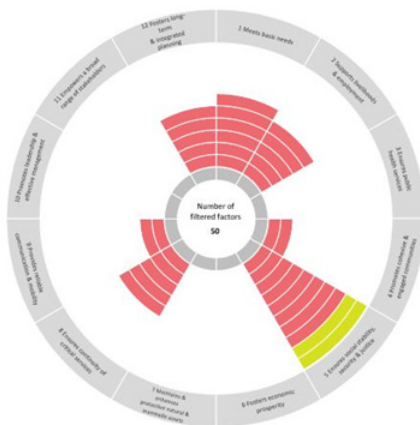 12 Fosters long-
term
& integrated
planning
1 Meets basic needs
2 Supports livelihoods
& employment
3 Ensures public
health services
4 Promotes cohesive &
engaged communities
5 Ensures social stability,
security & justice
6 Fosters economic
prosperity
7 Maintains &
enhances
protective natural &
manmade assets
8 Ensures continuity of
critical services
9 Provides reliable
communication & mobility
10 Promotes leadership &
effective management
11 Empowers a broad
range of stakeholders
Number of
filtered factors
50